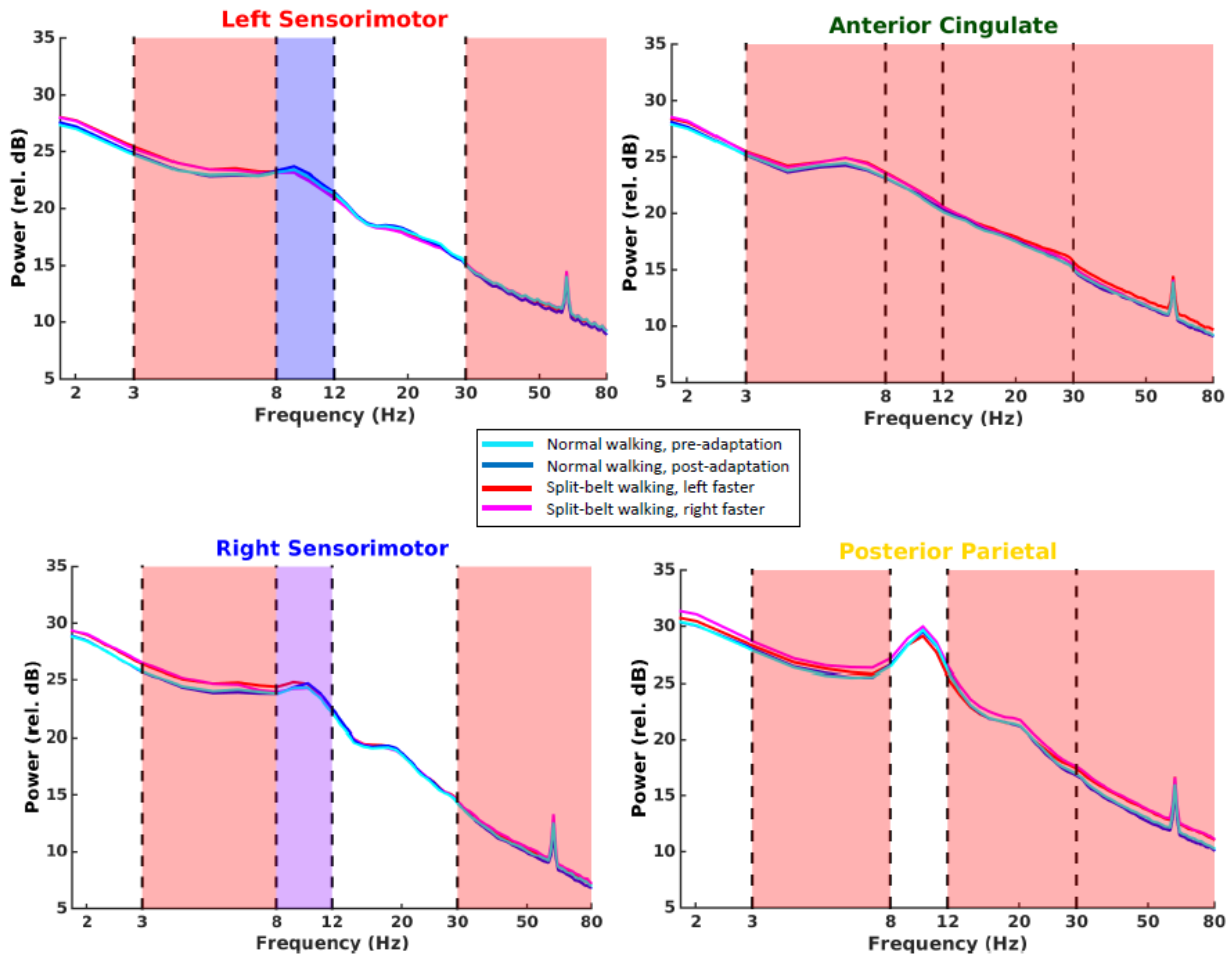 Left Sensorimotor
35
30
25
20
15
10
5
Power (rel. dB)
2 3 8 12 20 30 50 80
Frequency (Hz)
Anterior Cingulate
35
30
25
20
15
10
5
Power (rel. dB)
2 3 8 12 20 30 50 80
Frequency (Hz)
Normal walking, pre-adaptation
Normal walking, post-adaptation
Split-belt walking, left faster
Split-belt walking, right faster
Right Sensorimotor
35
30
25
20
15
10
5
Power (rel. dB)
2 3 8 12 20 30 50 80
Frequency (Hz)
Posterior Parietal
35
30
25
20
15
10
5
Power (rel. dB)
2 3 8 12 20 30 50 80
Frequency (Hz)